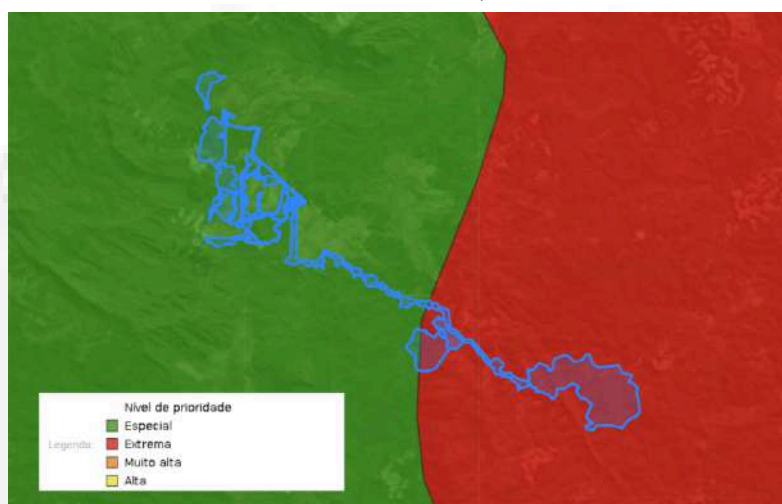 Nível de prioridade
Legenda:
Especial
Extrema
Muito alta
Alta